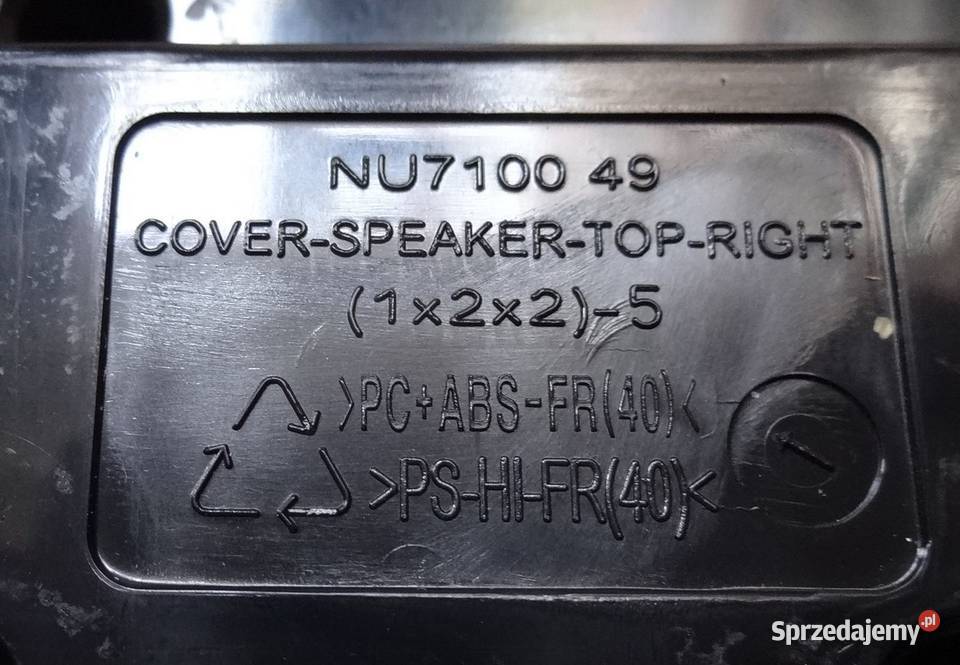 NU7100 49
COVER-SPEAKER-TOP-RIGHT
(1x2x2)-5
>PC+ABS-FR(40)<
>PS-HI-FR(40)<
Sprzedajemy.pl